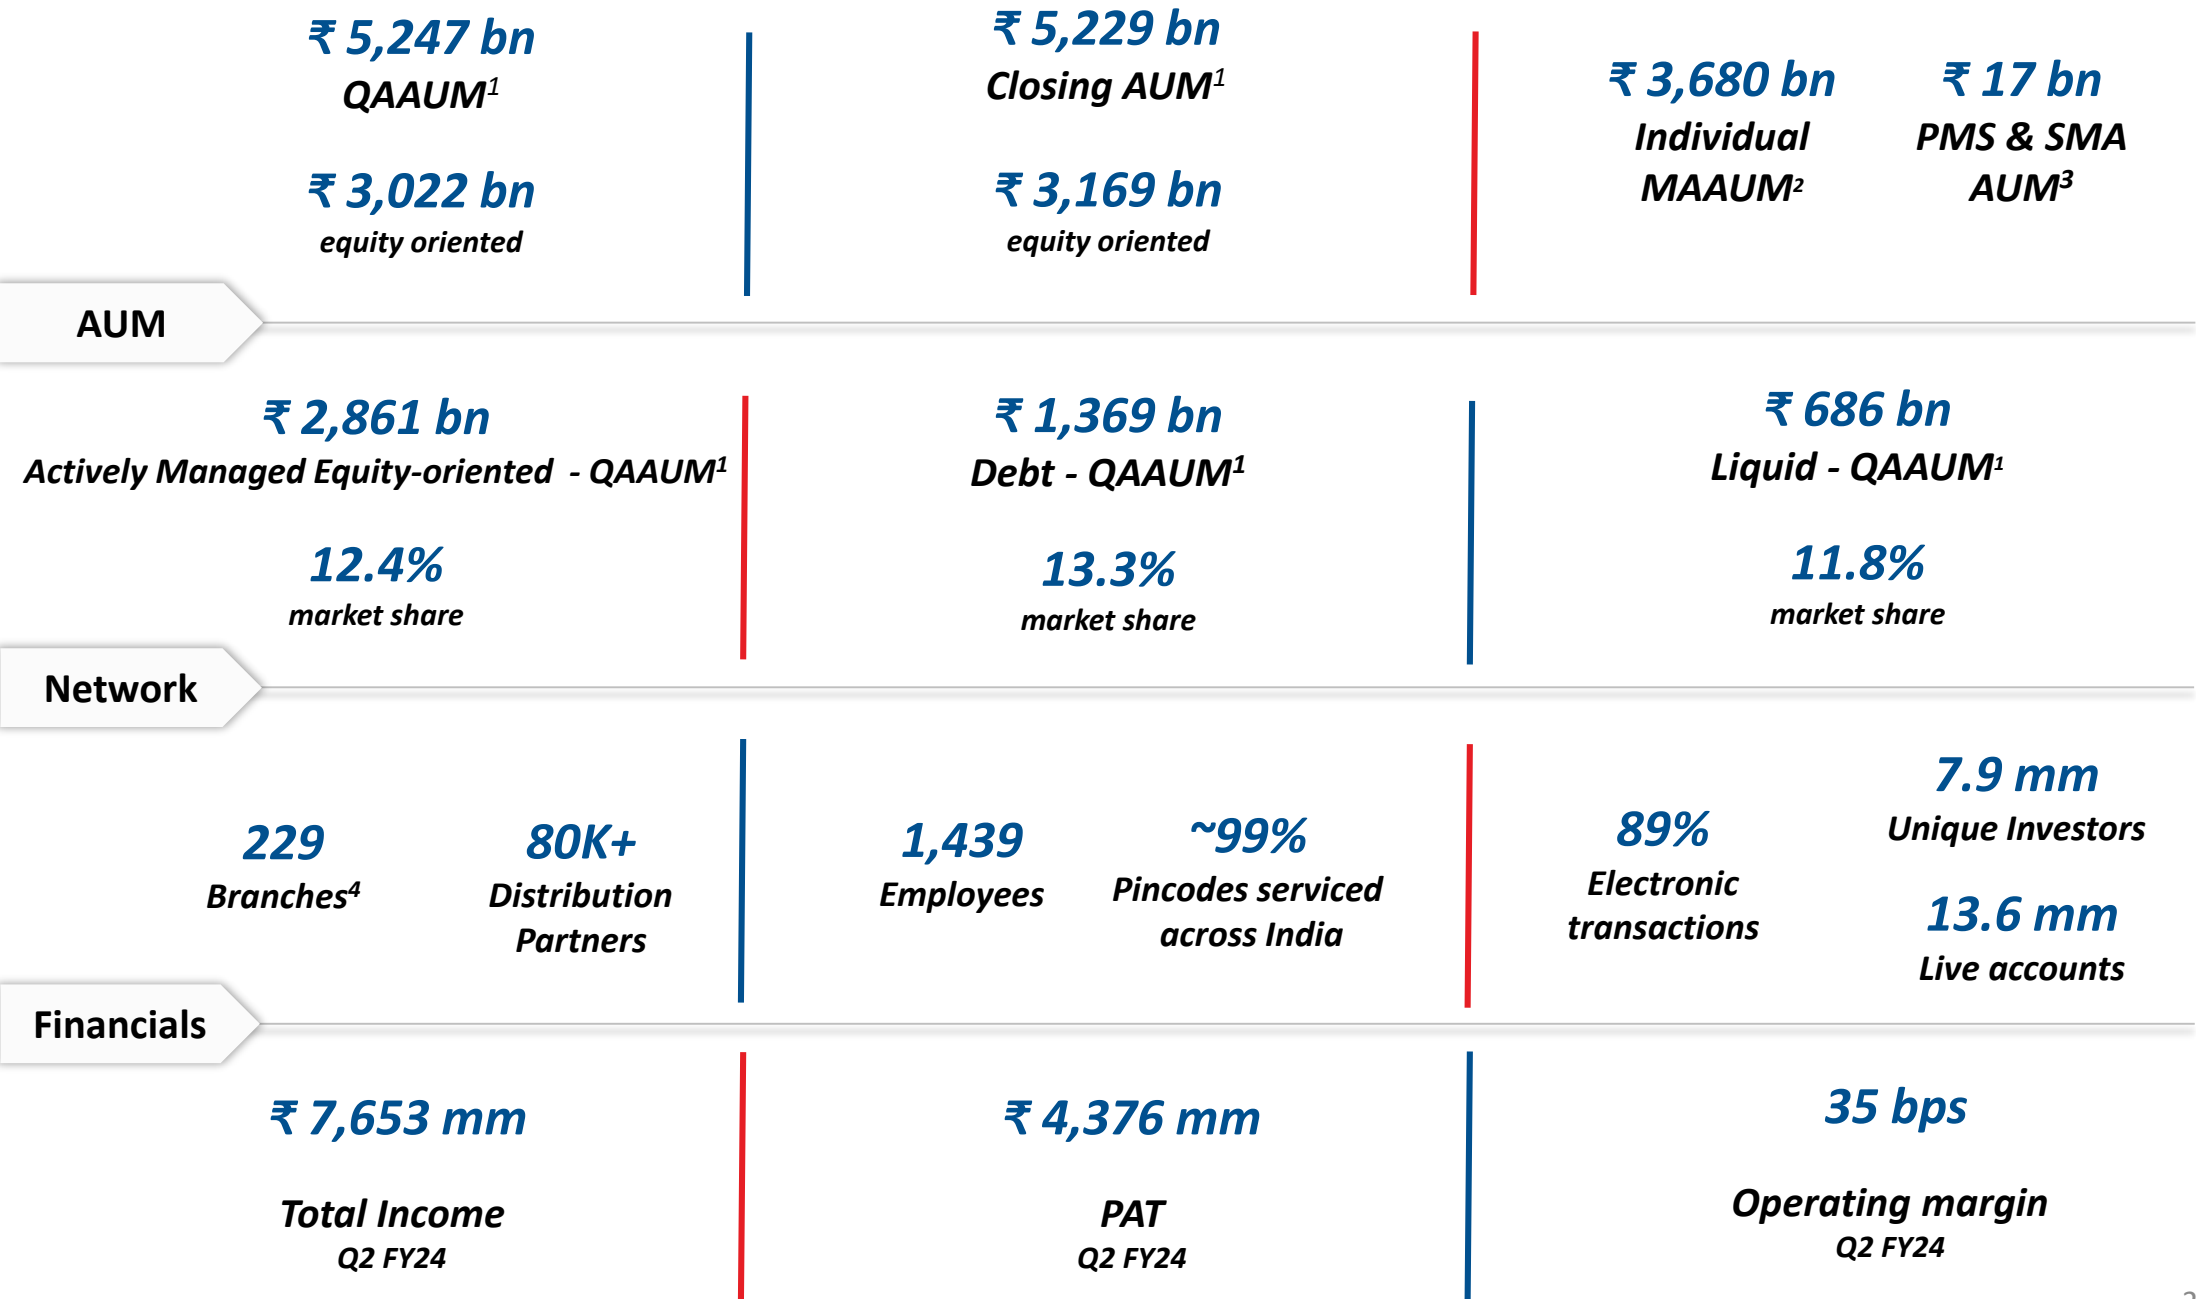 ₹ 5,247 bn
QAAUM¹
₹ 3,022 bn
equity oriented
₹ 5,229 bn
Closing AUM¹
₹ 3,169 bn
equity oriented
₹ 3,680 bn
Individual
MAAUM²
₹ 17 bn
PMS & SMA
AUM³
AUM
₹ 2,861 bn
Actively Managed Equity-oriented - QAAUM¹
12.4%
market share
₹ 1,369 bn
Debt - QAAUM¹
13.3%
market share
₹ 686 bn
Liquid - QAAUM¹
11.8%
market share
Network
229
Branches⁴
80K+
Distribution
Partners
1,439
Employees
~99%
Pincodes serviced
across India
89%
Electronic
transactions
7.9 mm
Unique Investors
13.6 mm
Live accounts
Financials
₹ 7,653 mm
Total Income
Q2 FY24
₹ 4,376 mm
PAT
Q2 FY24
35 bps
Operating margin
Q2 FY24